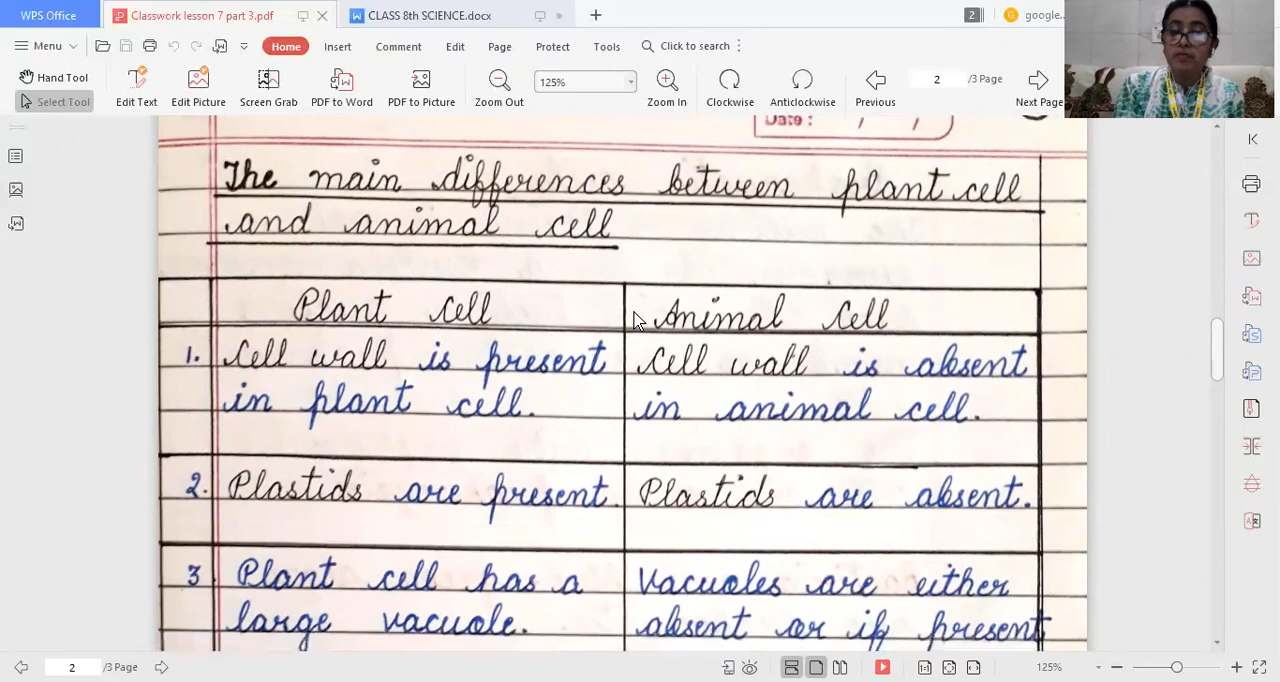 WPS Office
Classwork lesson 7 part 3.pdf
CLASS 8th SCIENCE.docx
2
google...
Menu
Home
Insert
Comment
Edit
Page
Protect
Tools
Click to search
Hand Tool
Select Tool
Edit Text
Edit Picture
Screen Grab
PDF to Word
PDF to Picture
Zoom Out
125%
Zoom In
Clockwise
Anticlockwise
Previous
2
/3 Page
Next Page
Date :
The main differences between plant cell
and animal cell
Plant Cell
Animal Cell
1. Cell wall is present
in plant cell.
Cell wall is absent
in animal cell.
2. Plastids are present.
Plastids are absent.
3 Plant cell has a
large vacuole.
Vacuoles are either
absent or if present
2
/3 Page
125%